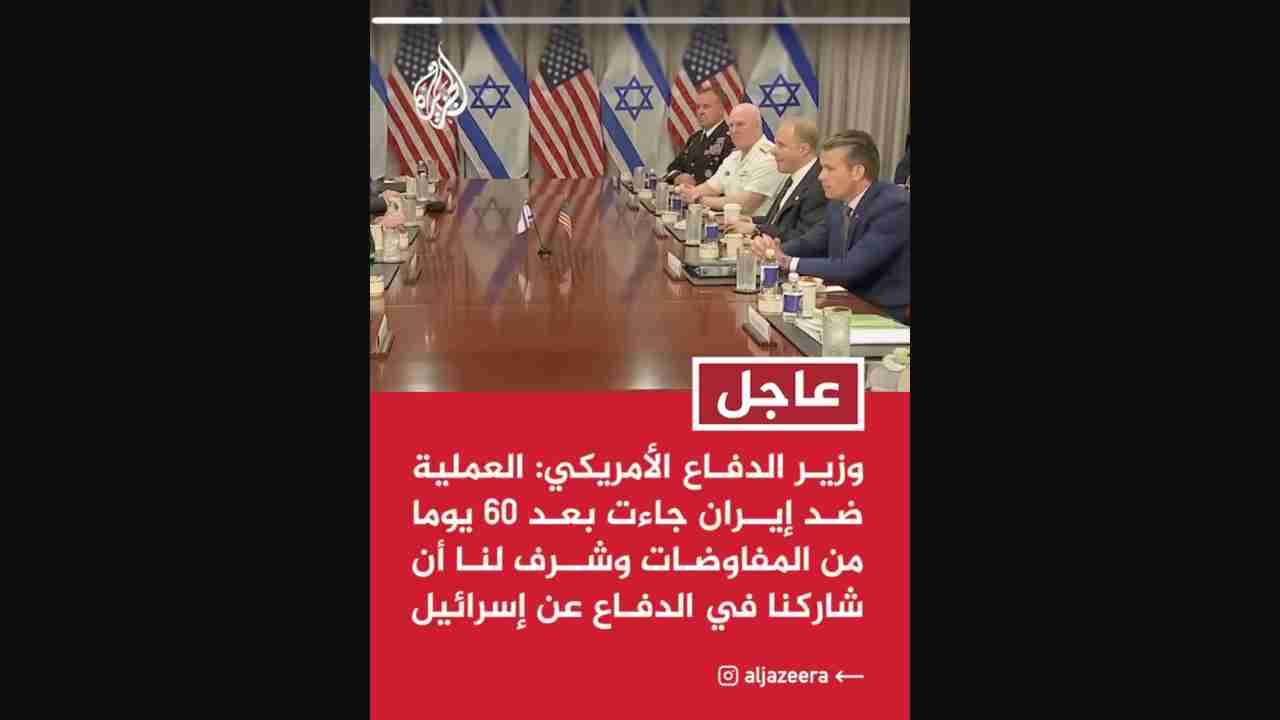 الجزيرة
عاجل
وزير الدفاع الأمريكي: العملية
ضد إيران جاءت بعد 60 يوما
من المفاوضات وشرف لنا أن
شاركنا في الدفاع عن إسرائيل
aljazeera